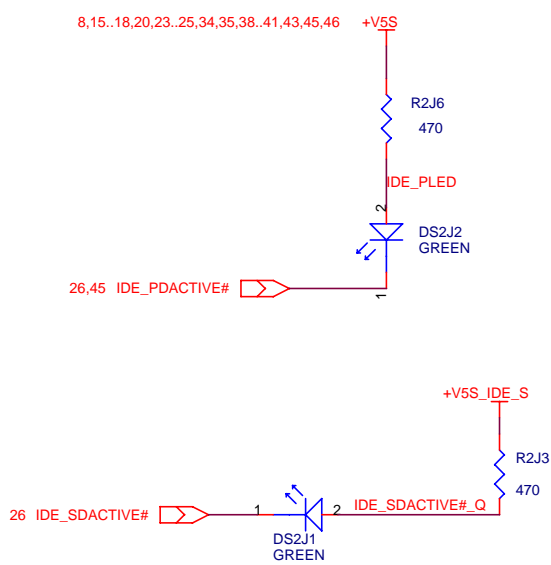 8,15..18,20,23..25,34,35,38..41,43,45,46 +V5S
R2J6
470
IDE_PLED
2
DS2J2
GREEN
26,45 IDE_PDACTIVE#
1
+V5S_IDE_S
R2J3
470
26 IDE_SDACTIVE#
1
2
IDE_SDACTIVE#_Q
DS2J1
GREEN